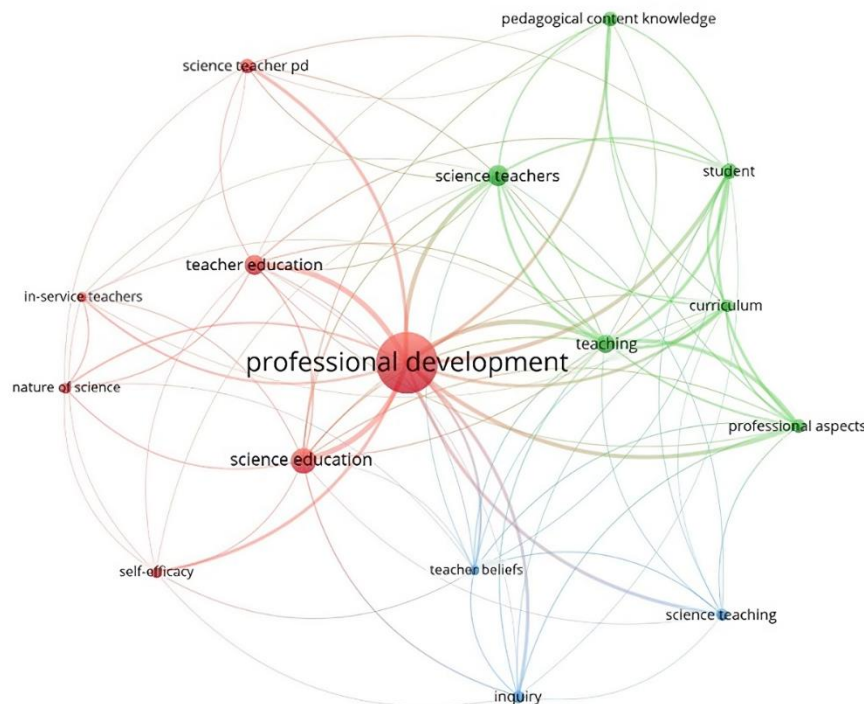 pedagogical content knowledge
science teacher pd
science teachers
student
teacher education
in-service teachers
curriculum
teaching
professional development
nature of science
professional aspects
science education
self-efficacy
teacher beliefs
science teaching
inquiry